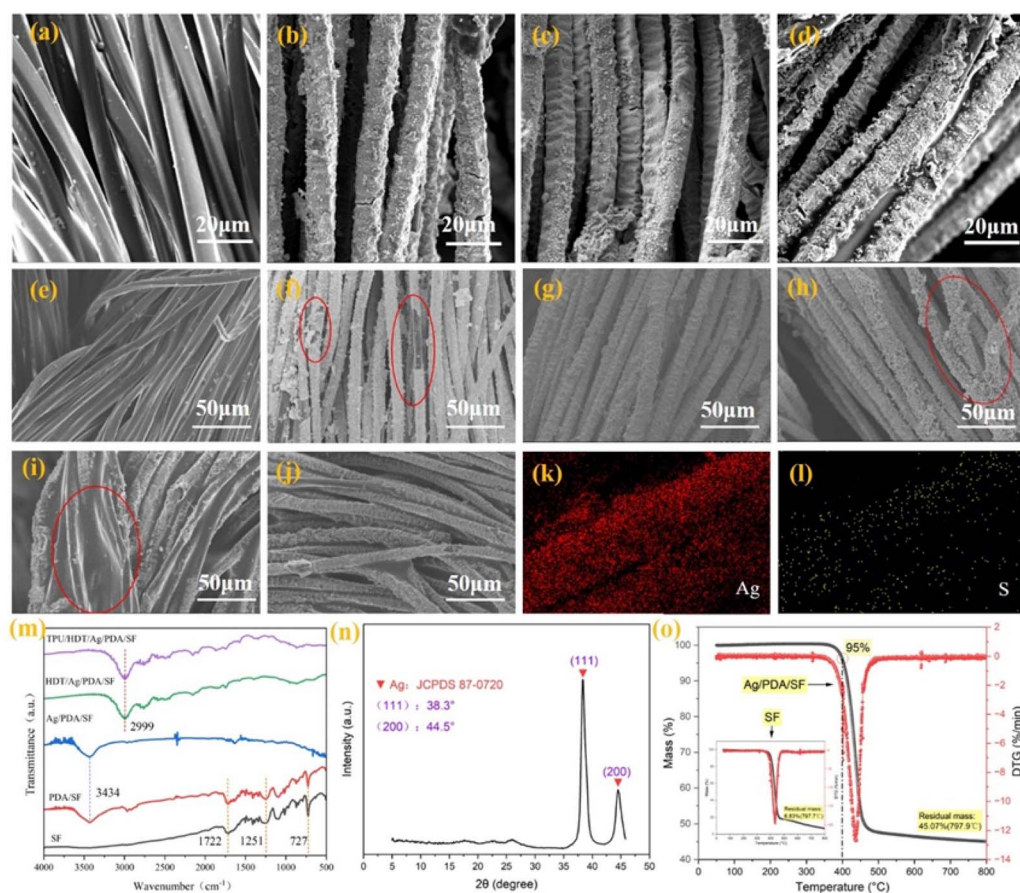 (a)
20μm
(b)
20μm
(c)
20μm
(d)
20μm
(e)
50μm
(f)
50μm
(g)
50μm
(h)
50μm
(i)
50μm
(j)
50μm
(k)
Ag
(l)
S
(m)
TPU/HDT/Ag/PDA/SF
HDT/Ag/PDA/SF
2999
Ag/PDA/SF
3434
PDA/SF
SF
1722
1251
727
Transmittance (a.u.)
4000 3500 3000 2500 2000 1500 1000 500
Wavenumber (cm-1)
(n)
(111)
Ag: JCPDS 87-0720
(111): 38.3°
(200): 44.5°
(200)
Intensity (a.u.)
0 5 10 15 20 25 30 35 40 45 50
2θ (degree)
(o)
95%
Ag/PDA/SF
SF
Residual mass:
45.07%(797.9°C)
Residual mass:
Temperature (°C)
Mass (%)
100
90
80
70
60
50
40
DTG (%/min)
2
0
-2
-4
-6
-8
-10
-12
-14
0 100 200 300 400 500 600 700 800
Temperature (°C)